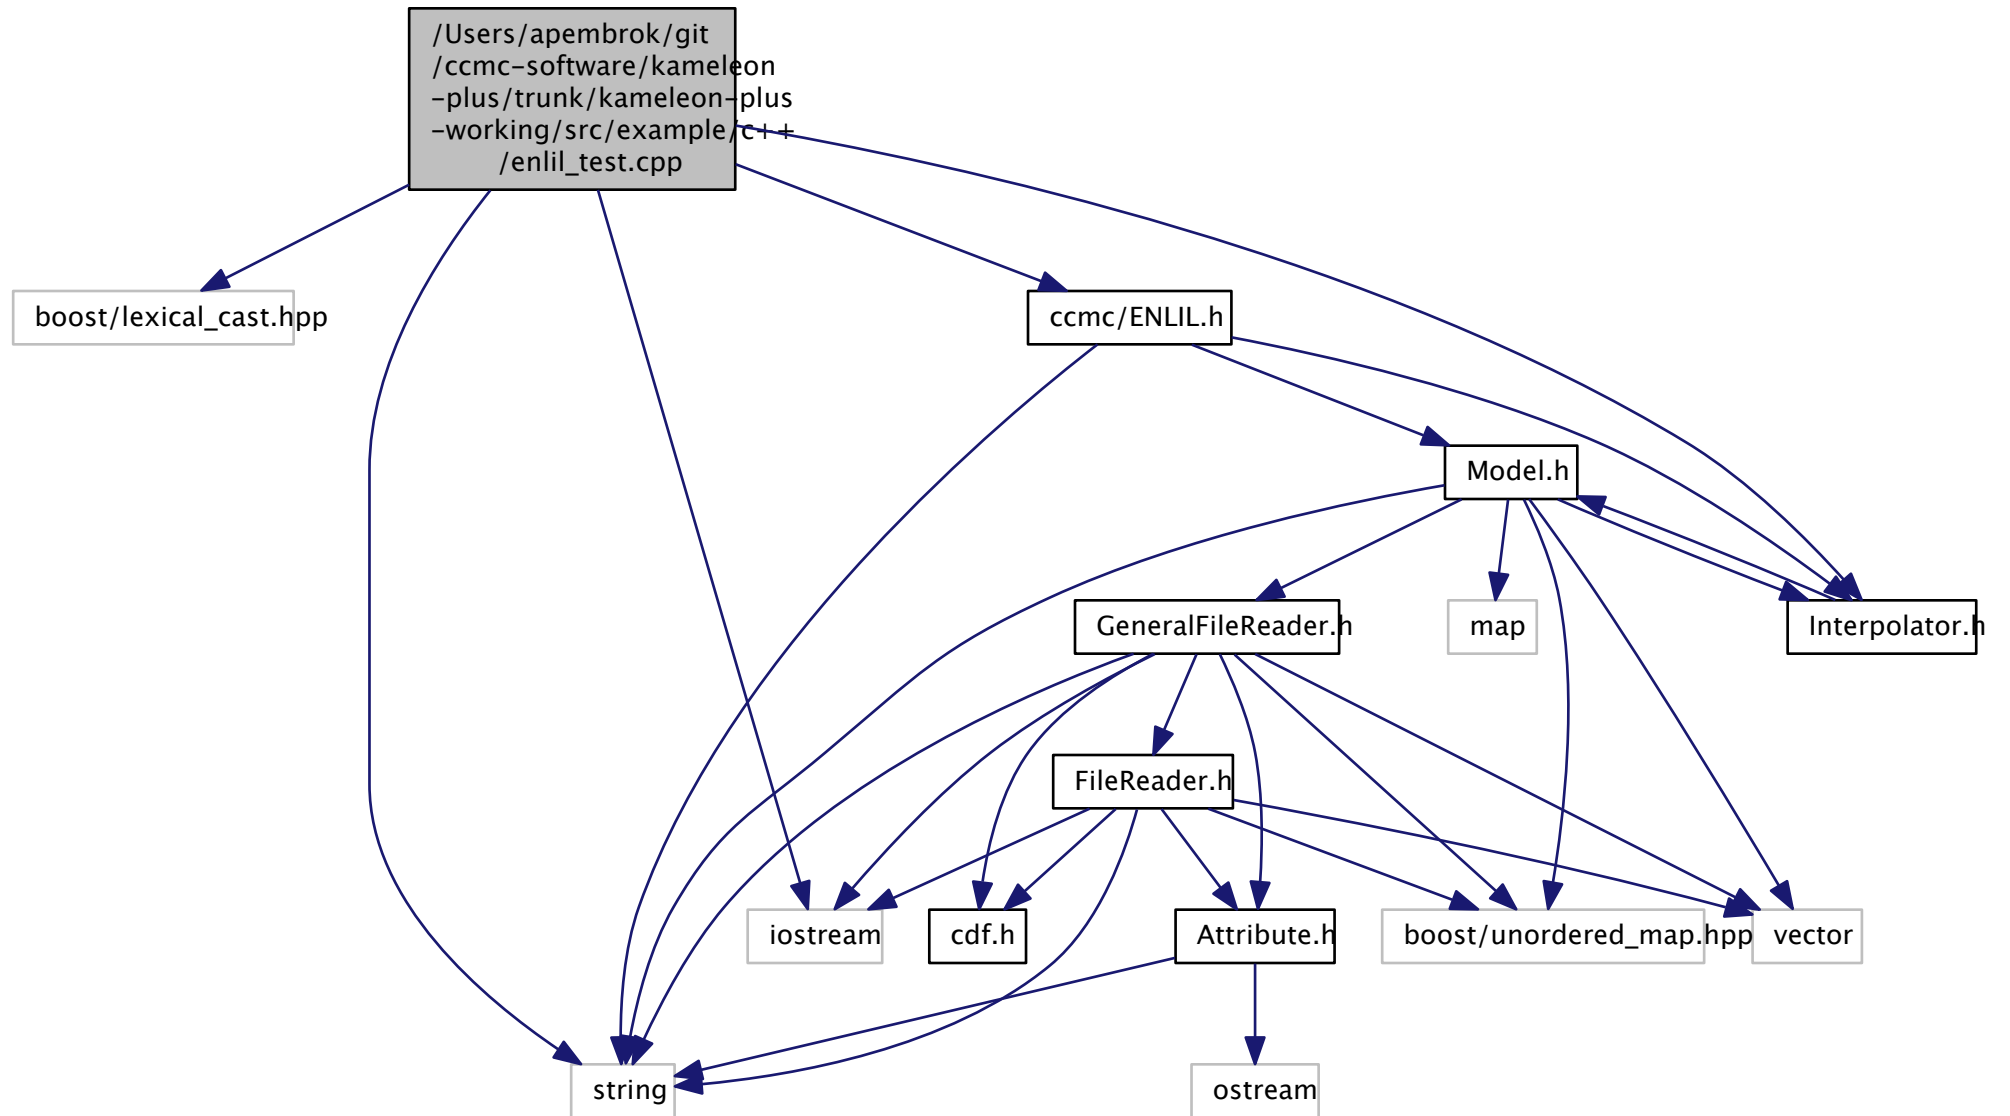 /Users/apembrok/git
/ccmc-software/kameleon
-plus/trunk/kameleon-plus
-working/src/example/c++
/enlil_test.cpp
boost/lexical_cast.hpp
ccmc/ENLIL.h
Model.h
GeneralFileReader.h
map
Interpolator.h
FileReader.h
iostream
cdf.h
Attribute.h
boost/unordered_map.hpp
vector
string
ostream